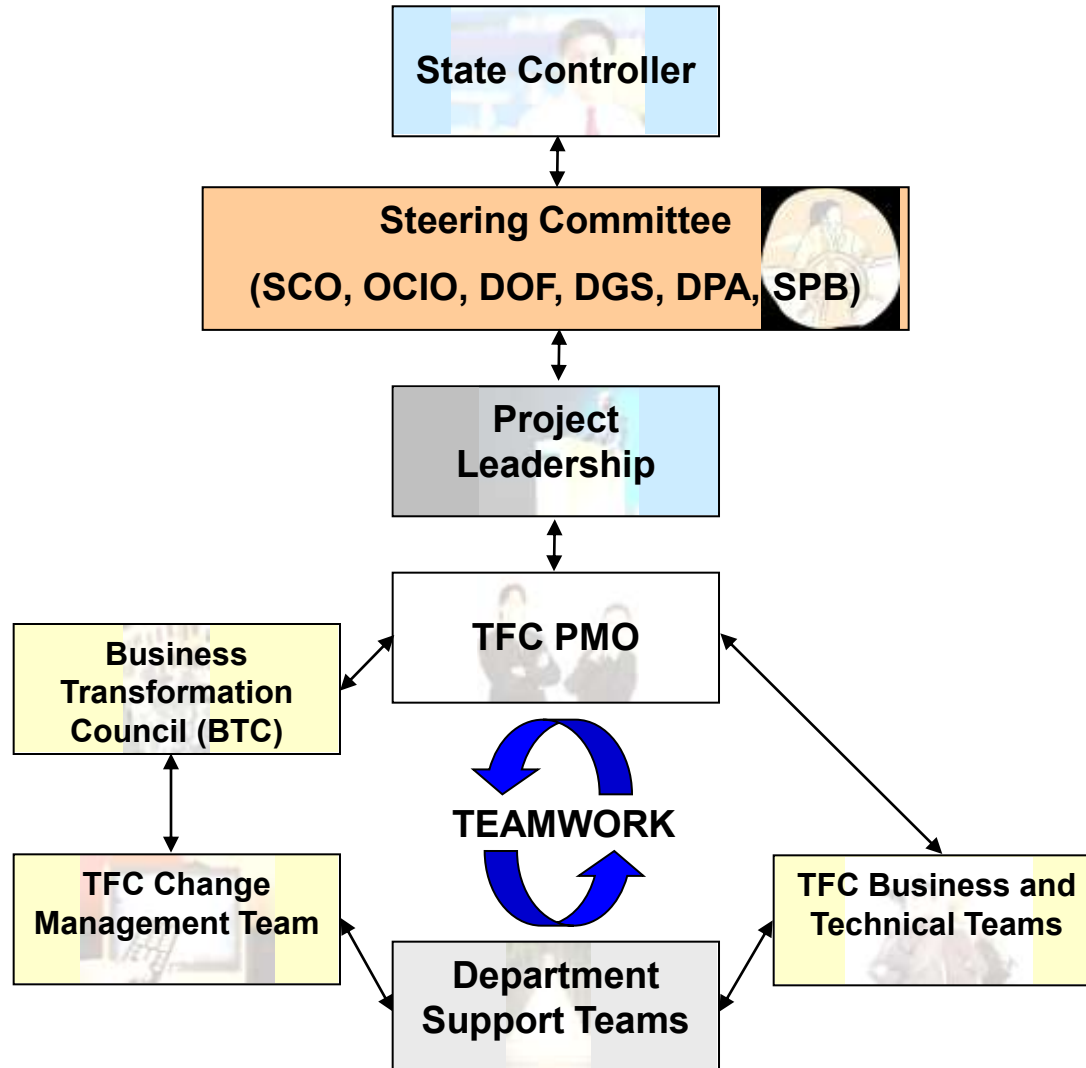 State Controller
Steering Committee
(SCO, OCIO, DOF, DGS, DPA, SPB)
Project
Leadership
TFC PMO
Business
Transformation
Council (BTC)
TEAMWORK
TFC Change
Management Team
TFC Business and
Technical Teams
Department
Support Teams